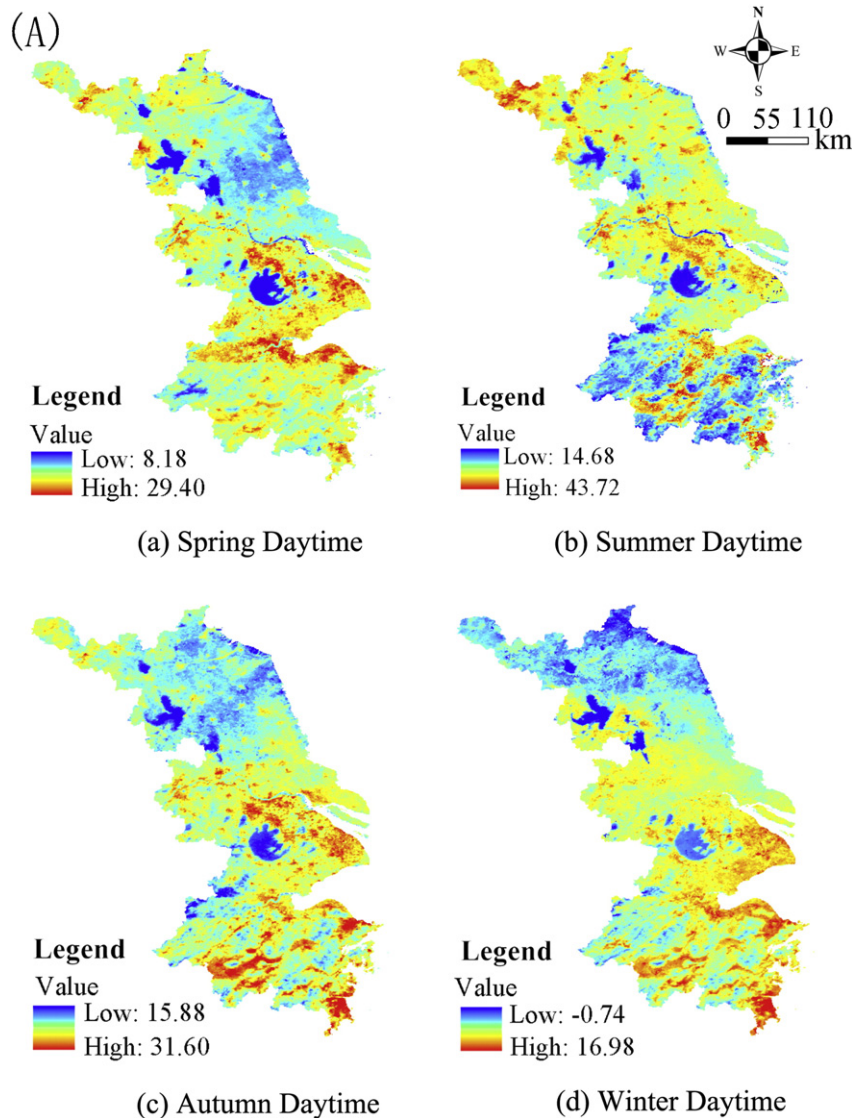 (A)
N
W E
S
0 55 110
km
Legend
Value
Low: 8.18
High: 29.40
(a) Spring Daytime
Legend
Value
Low: 14.68
High: 43.72
(b) Summer Daytime
Legend
Value
Low: 15.88
High: 31.60
(c) Autumn Daytime
Legend
Value
Low: -0.74
High: 16.98
(d) Winter Daytime